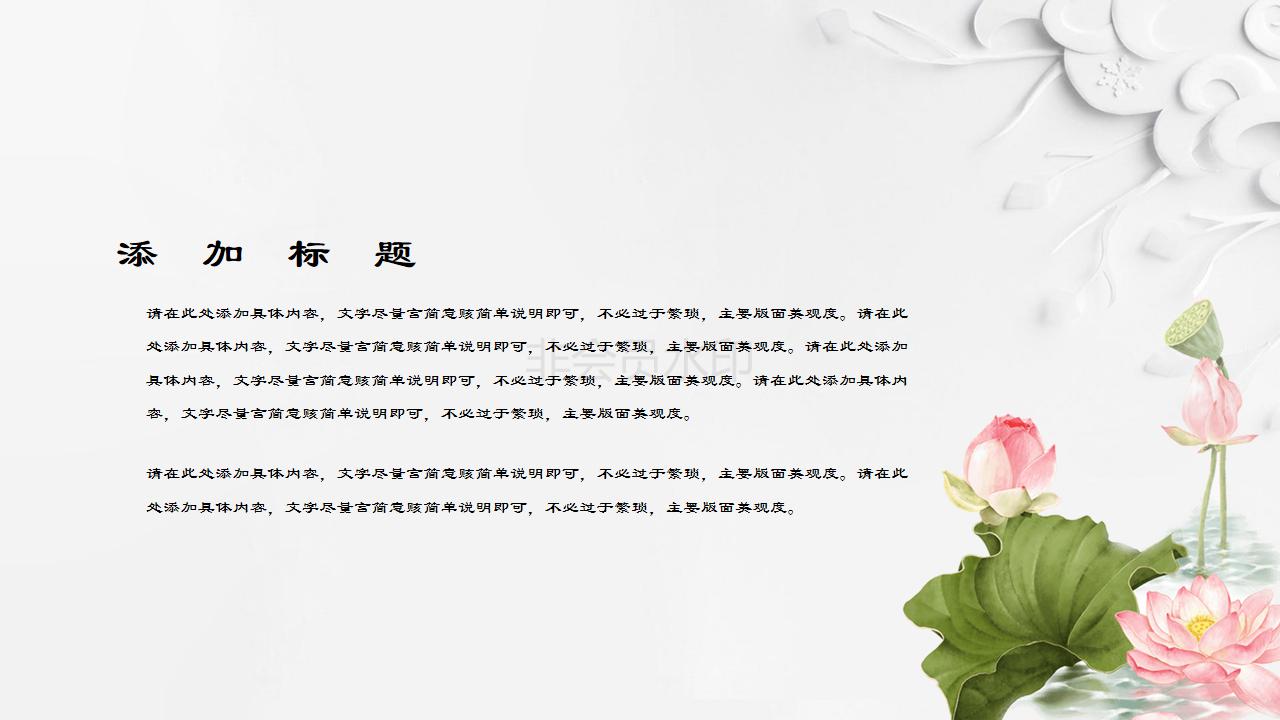 添加标题
请在此处添加具体内容，文字尽量言简意赅简单说明即可，不必过于繁琐，主要版面美观度。请在此
处添加具体内容，文字尽量言简意赅简单说明即可，不必过于繁琐，主要版面美观度。请在此处添加
具体内容，文字尽量言简意赅简单说明即可，不必过于繁琐，主要版面美观度。请在此处添加具体内
容，文字尽量言简意赅简单说明即可，不必过于繁琐，主要版面美观度。
非会员水印
请在此处添加具体内容，文字尽量言简意赅简单说明即可，不必过于繁琐，主要版面美观度。请在此
处添加具体内容，文字尽量言简意赅简单说明即可，不必过于繁琐，主要版面美观度。